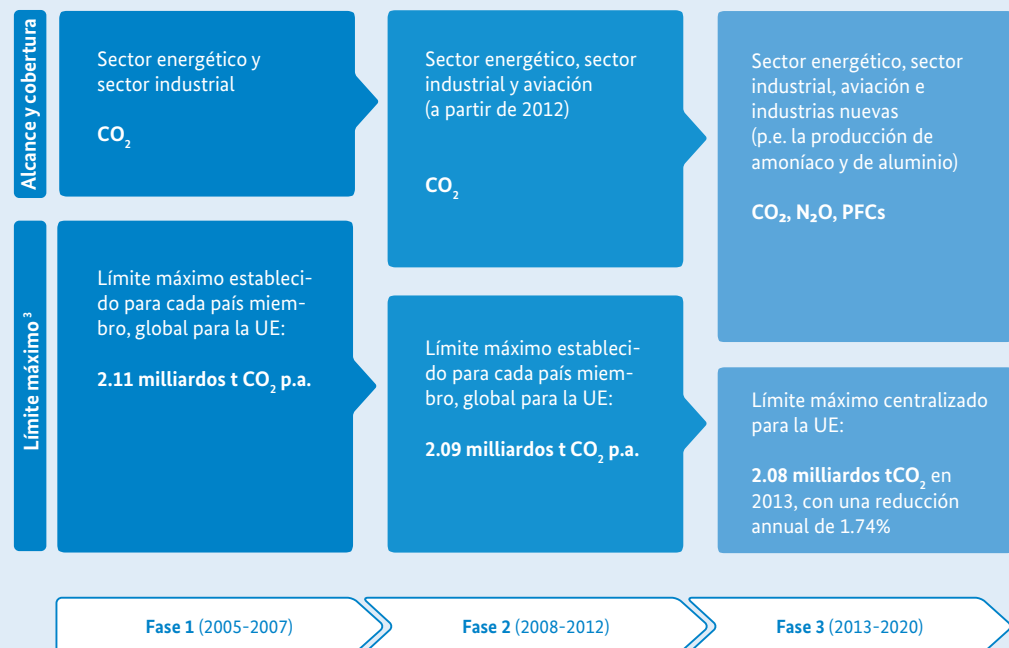 Alcance y cobertura
Sector energético y
sector industrial
CO₂
Sector energético, sector
industrial y aviación
(a partir de 2012)
CO₂
Sector energético, sector
industrial, aviación e
industrias nuevas
(p.e. la producción de
amoníaco y de aluminio)
CO₂, N₂O, PFCs
Límite máximo ³
Límite máximo estableci-
do para cada país miem-
bro, global para la UE:
2.11 milliardos t CO₂ p.a.
Límite máximo estableci-
do para cada país miem-
bro, global para la UE:
2.09 milliardos t CO₂ p.a.
Límite máximo centralizado
para la UE:
2.08 milliardos tCO₂ en
2013, con una reducción
annual de 1.74%
Fase 1 (2005-2007)
Fase 2 (2008-2012)
Fase 3 (2013-2020)